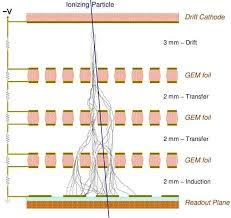 –V
Ionizing Particle
Drift Cathode
3 mm – Drift
GEM foil
2 mm – Transfer
GEM foil
2 mm – Transfer
GEM foil
2 mm – Induction
Readout Plane